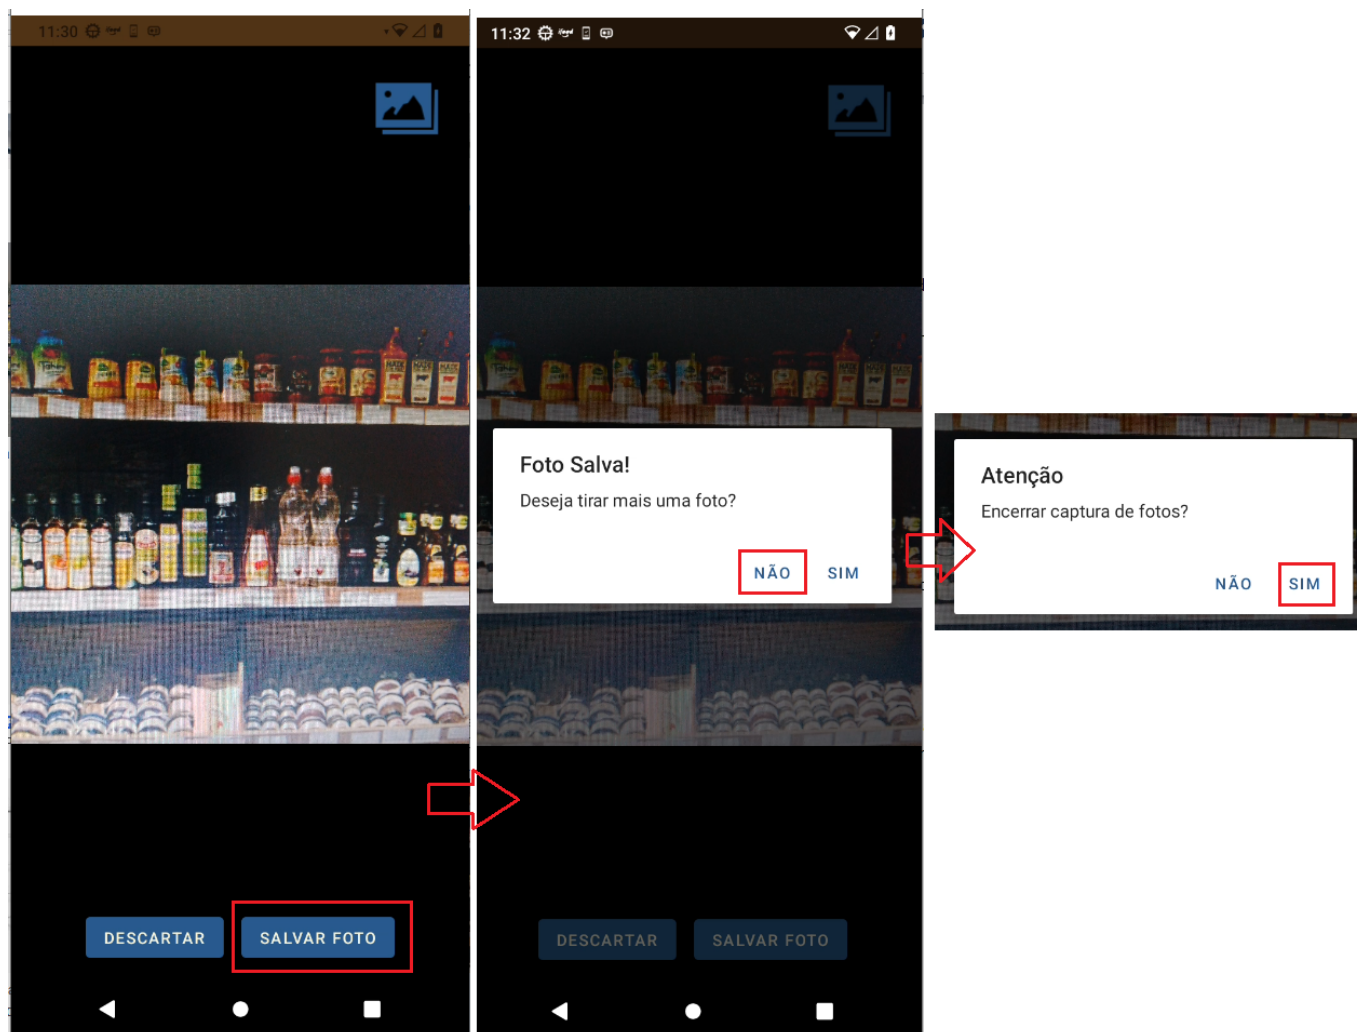 11:30
DESCARTAR
SALVAR FOTO
11:32
Foto Salva!
Deseja tirar mais uma foto?
NÃO
SIM
DESCARTAR
SALVAR FOTO
Atenção
Encerrar captura de fotos?
NÃO
SIM